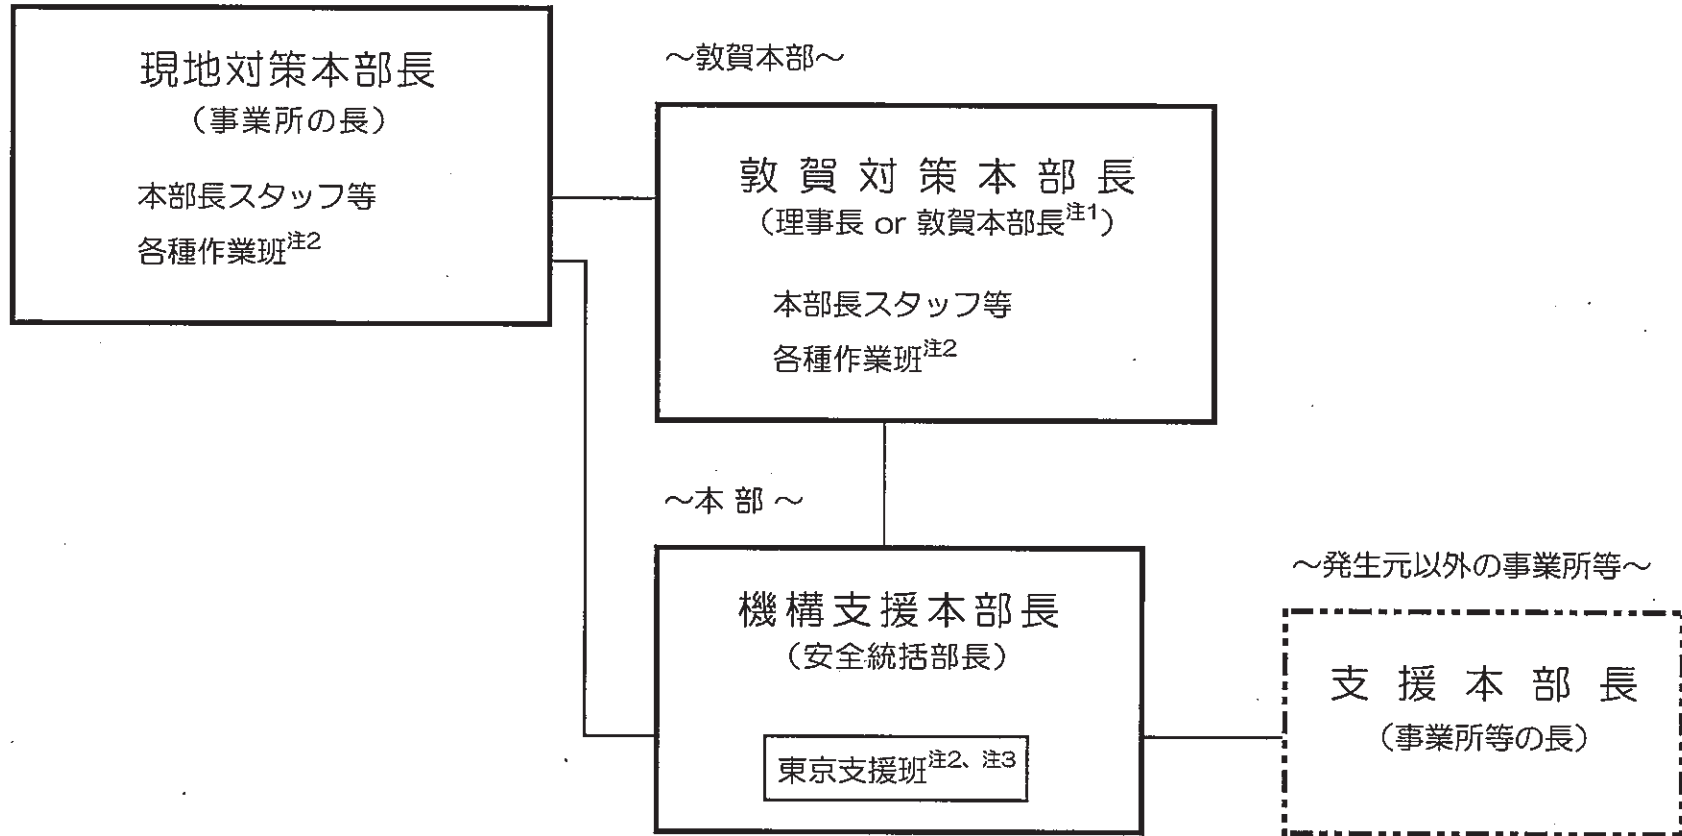 現地対策本部長
（事業所の長）
本部長スタッフ等
各種作業班注2
～敦賀本部～
敦賀対策本部長
（理事長 or 敦賀本部長注1）
本部長スタッフ等
各種作業班注2
～本部～
機構支援本部長
（安全統括部長）
東京支援班注2、注3
～発生元以外の事業所等～
支援本部長
（事業所等の長）